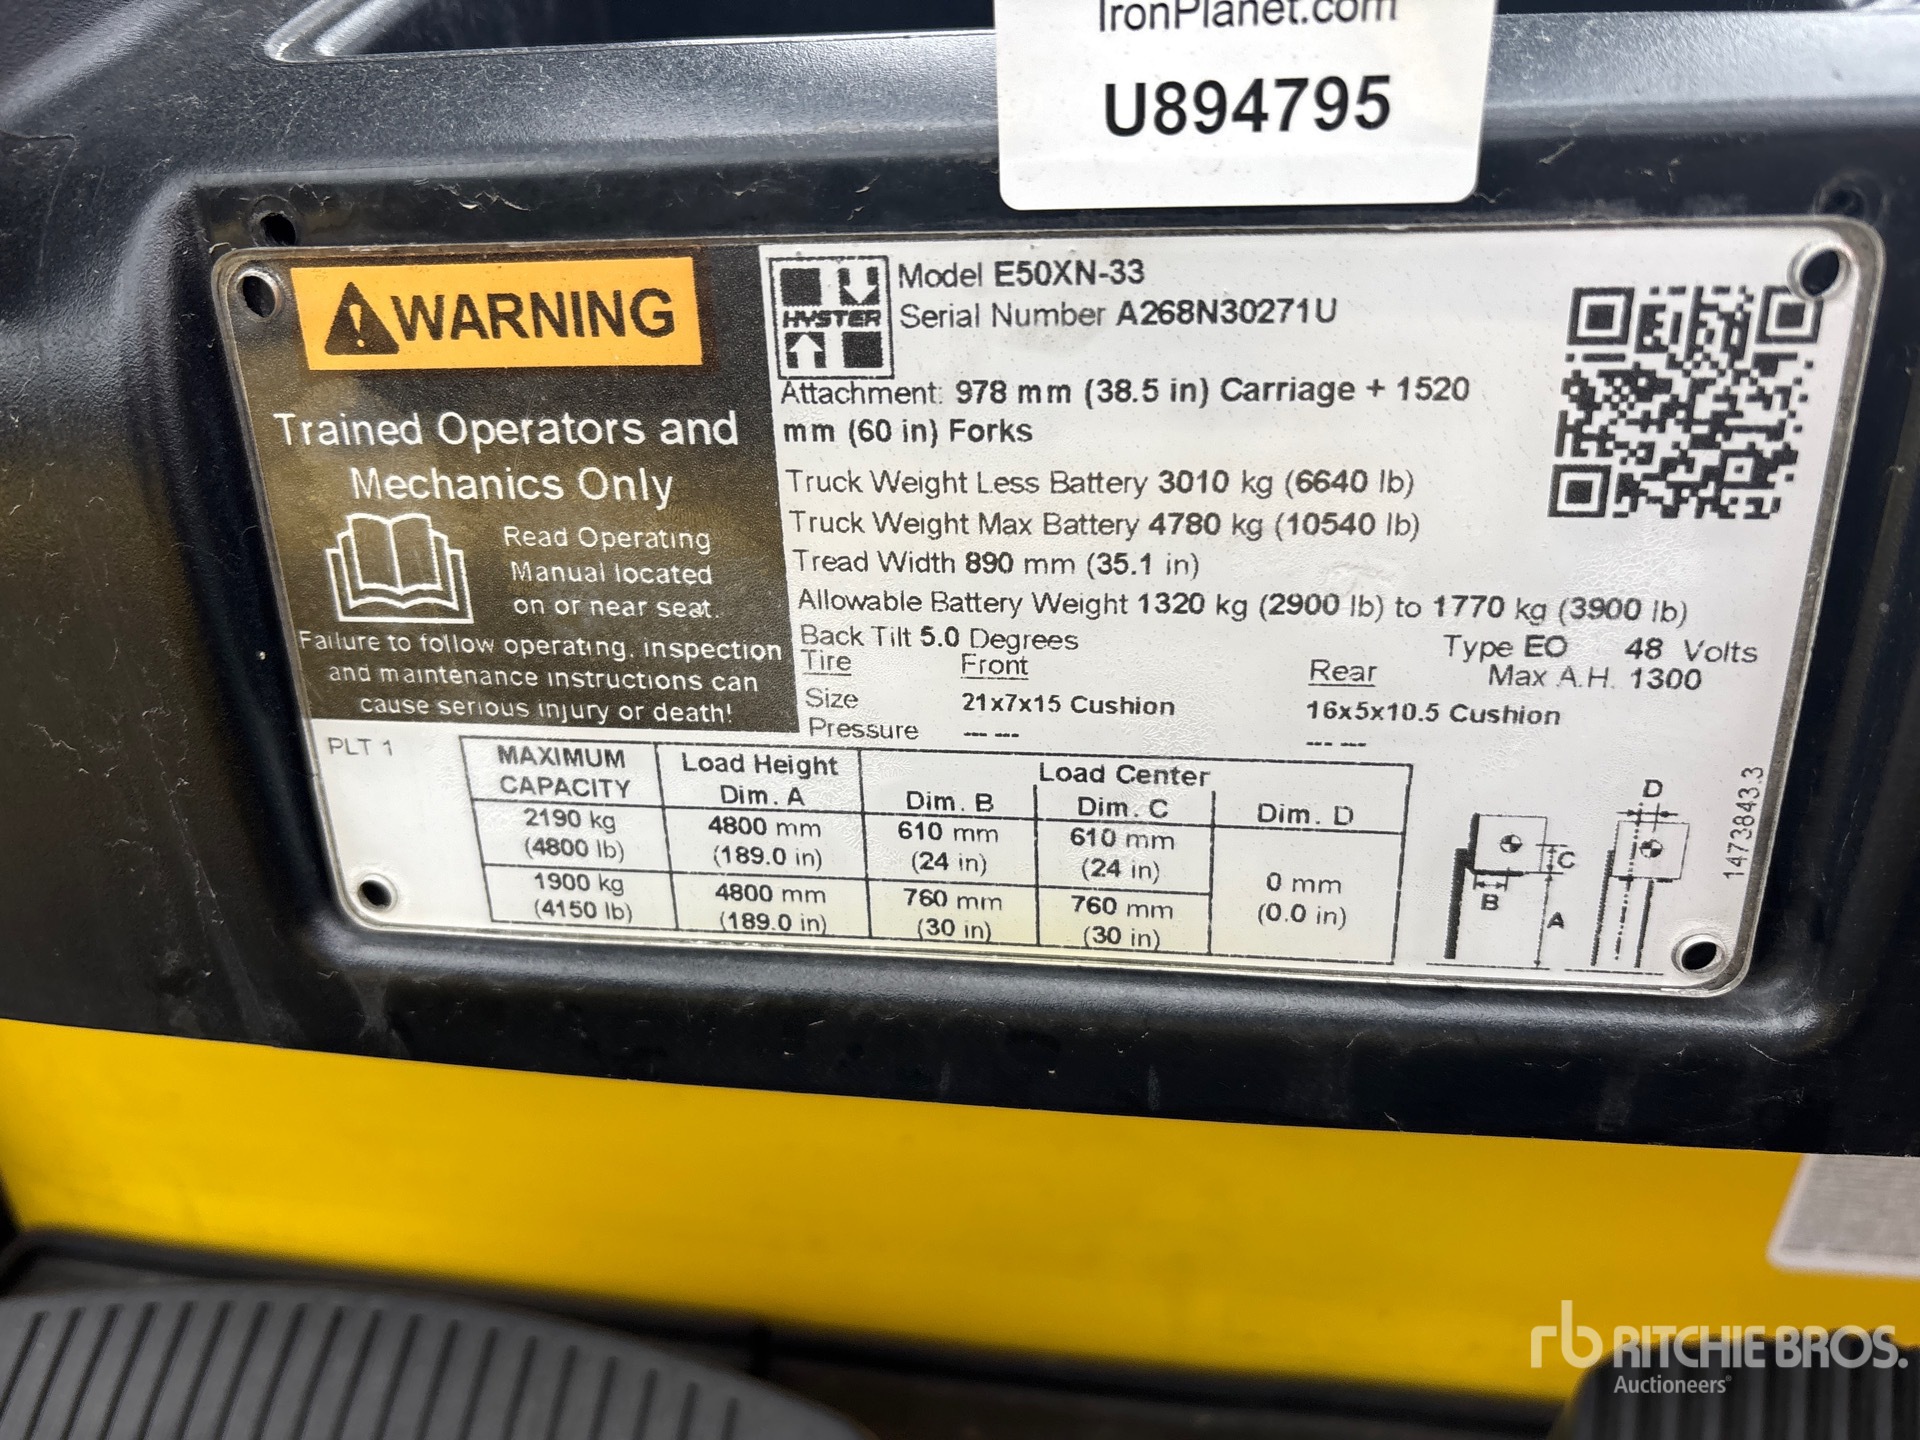 IronPlanet.com
U894795
WARNING
Trained Operators and
Mechanics Only
Read Operating
Manual located
on or near seat.
Failure to follow operating, inspection
and maintenance instructions can
cause serious injury or death!
HYSTER
Model E50XN-33
Serial Number A268N30271U
Attachment: 978 mm (38.5 in) Carriage + 1520
mm (60 in) Forks
Truck Weight Less Battery 3010 kg (6640 lb)
Truck Weight Max Battery 4780 kg (10540 lb)
Tread Width 890 mm (35.1 in)
Allowable Battery Weight 1320 kg (2900 lb) to 1770 kg (3900 lb)
Back Tilt 5.0 Degrees Type EO 48 Volts
Max A.H. 1300
Tire Front Rear
Size 21x7x15 Cushion 16x5x10.5 Cushion
Pressure --- --- --- ---
PLT 1
MAXIMUM CAPACITY Load Height Dim. A Load Center
Dim. B Dim. C Dim. D
2190 kg 4800 mm 610 mm 610 mm
(4800 lb) (189.0 in) (24 in) (24 in)
1900 kg 4800 mm 760 mm 760 mm 0 mm
(4150 lb) (189.0 in) (30 in) (30 in) (0.0 in)
B C A
D
1473843.3
rb RITCHIE BROS.
Auctioneers